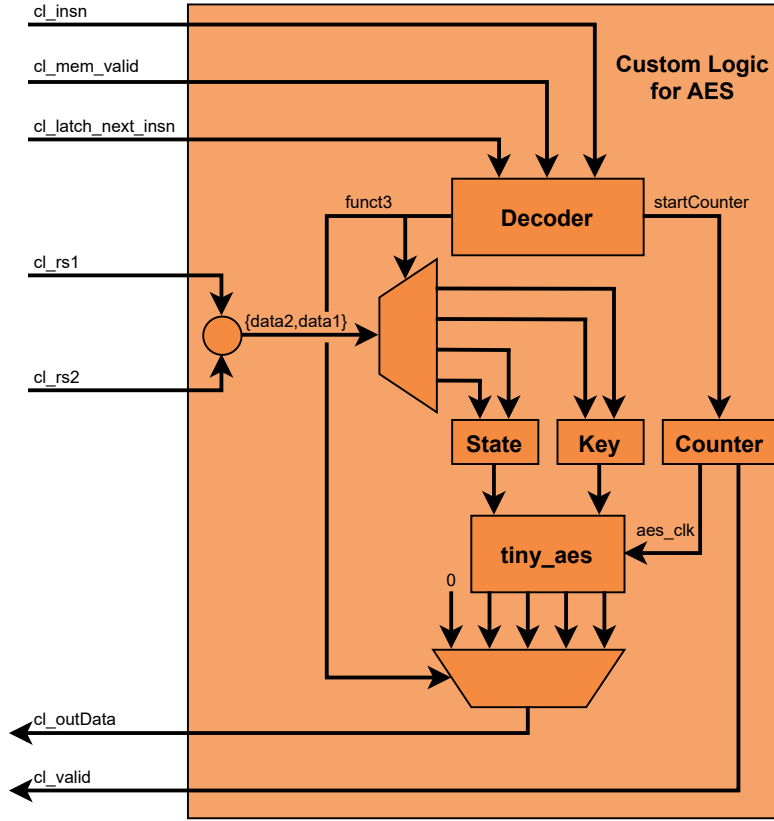 cl_insn
cl_mem_valid
Custom Logic
for AES
cl_latch_next_insn
funct3
Decoder
startCounter
cl_rs1
{data2,data1}
cl_rs2
State
Key
Counter
aes_clk
tiny_aes
0
cl_outData
cl_valid